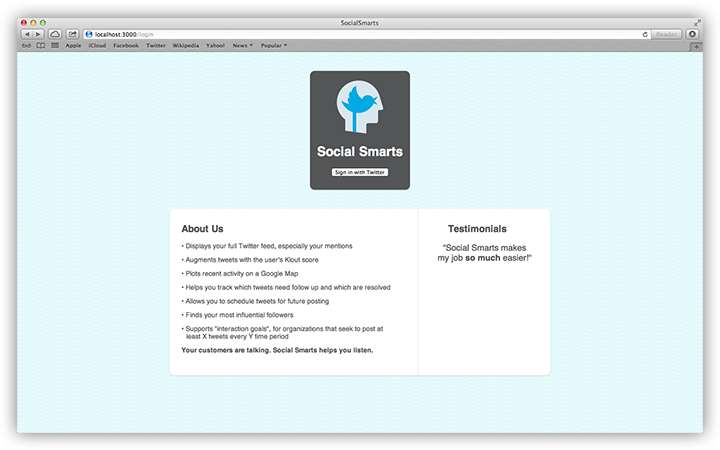 SocialSmarts
localhost:3000/login
Reader
Apple iCloud Facebook Twitter Wikipedia Yahoo! News Popular
Social Smarts
Sign in with Twitter
About Us
• Displays your full Twitter feed, especially your mentions
• Augments tweets with the user's Klout score
• Plots recent activity on a Google Map
• Helps you track which tweets need follow up and which are resolved
• Allows you to schedule tweets for future posting
• Finds your most influential followers
• Supports "interaction goals", for organizations that seek to post at
least X tweets every Y time period
Your customers are talking. Social Smarts helps you listen.
Testimonials
"Social Smarts makes
my job so much easier!"